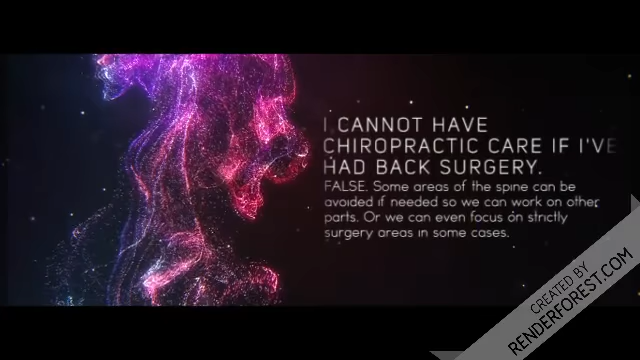 I CANNOT HAVE
CHIROPRACTIC CARE IF I'VE
HAD BACK SURGERY.
FALSE. Some areas of the spine can be
avoided if needed so we can work on other
parts. Or we can even focus on strictly
surgery areas in some cases.
CREATED BY
RENDERFOREST.COM